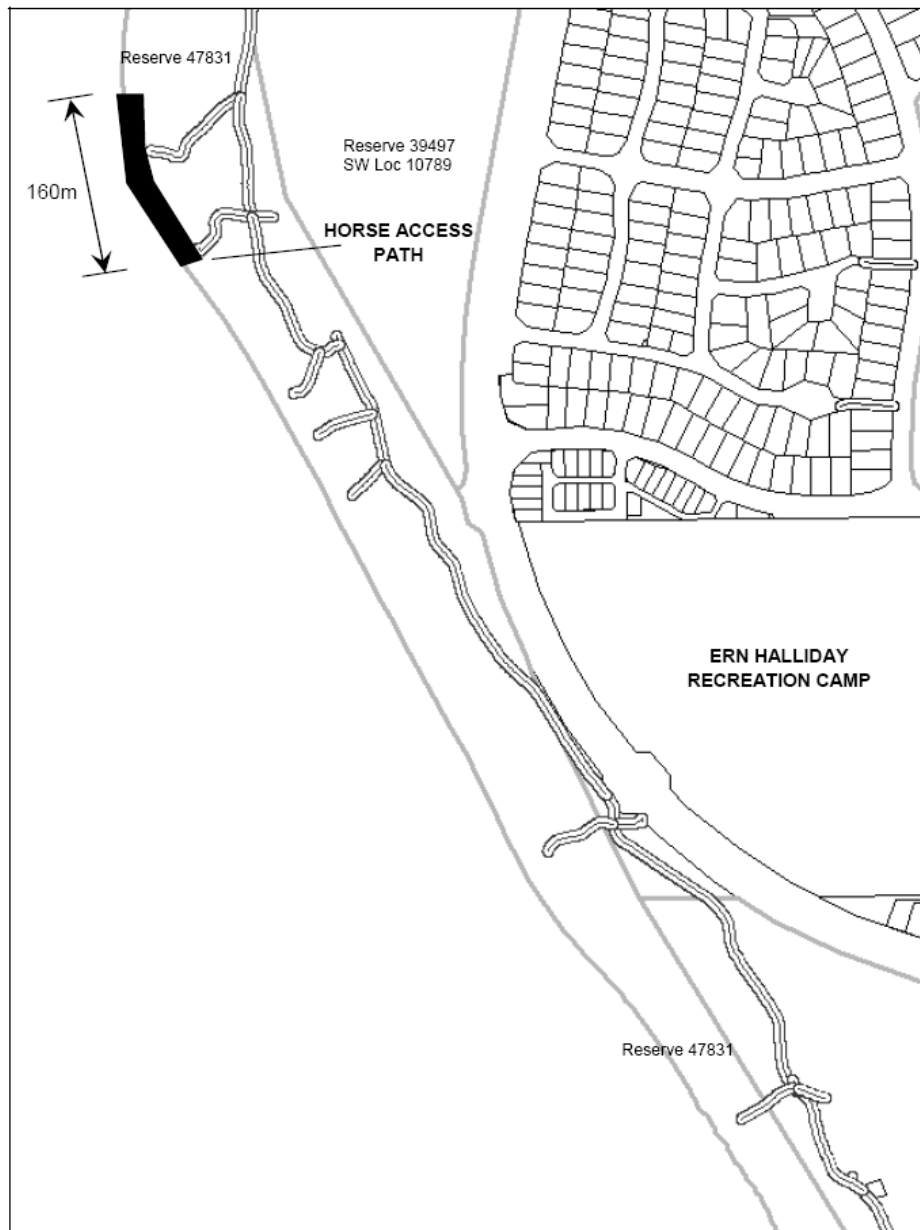 Reserve 47831
Reserve 39497
SW Loc 10789
160m
HORSE ACCESS
PATH
ERN HALLIDAY
RECREATION CAMP
Reserve 47831